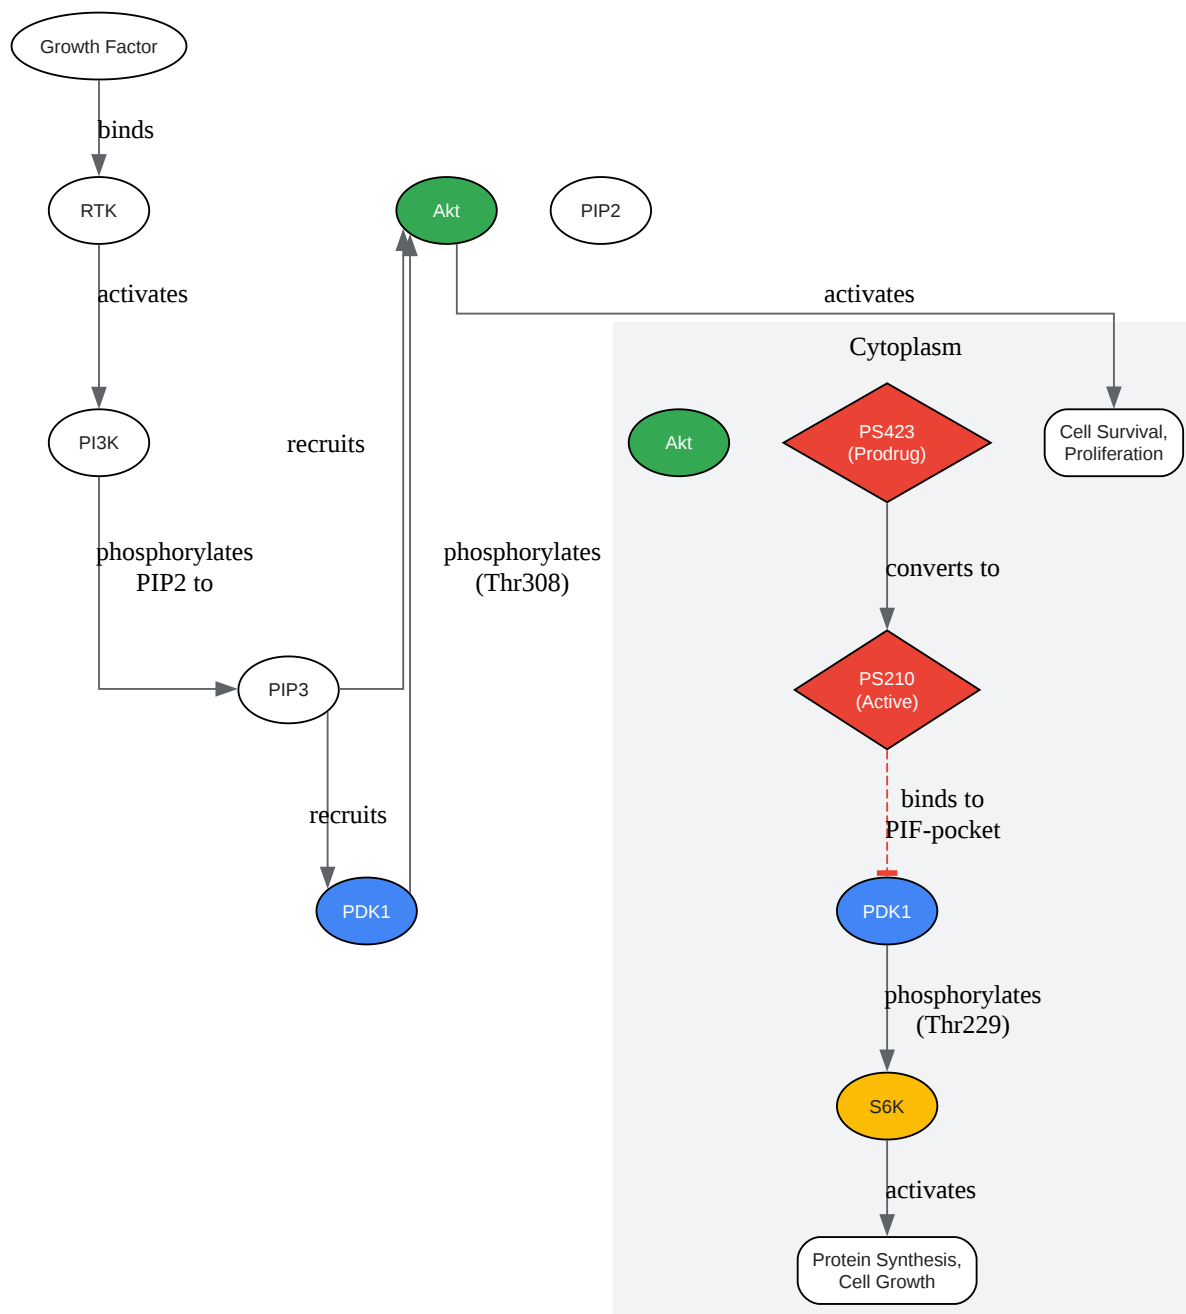 Growth Factor
binds
RTK
Akt
PIP2
activates
activates
Cytoplasm
PI3K
recruits
Akt
PS423
(Prodrug)
Cell Survival,
Proliferation
phosphorylates
PIP2 to
phosphorylates
(Thr308)
converts to
PIP3
PS210
(Active)
recruits
binds to
PIF-pocket
PDK1
PDK1
phosphorylates
(Thr229)
S6K
activates
Protein Synthesis,
Cell Growth